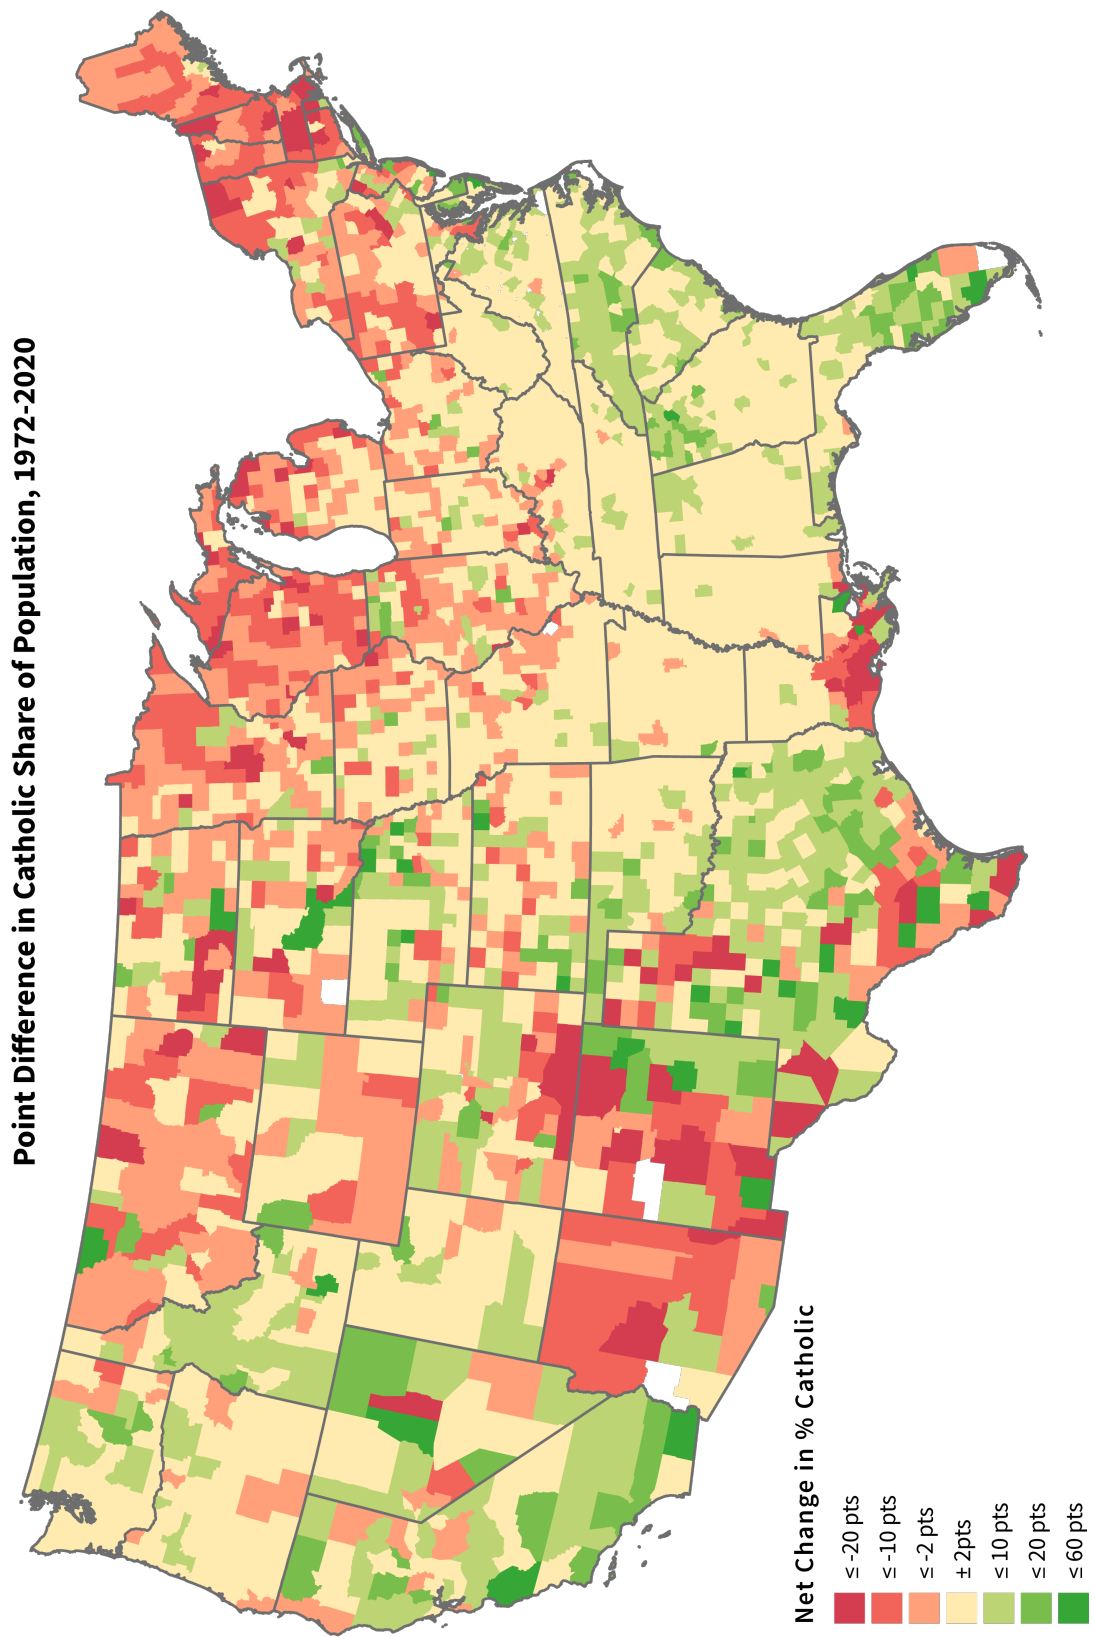 Point Difference in Catholic Share of Population, 1972-2020
Net Change in % Catholic
≤ -20 pts
≤ -10 pts
≤ -2 pts
± 2pts
≤ 10 pts
≤ 20 pts
≤ 60 pts